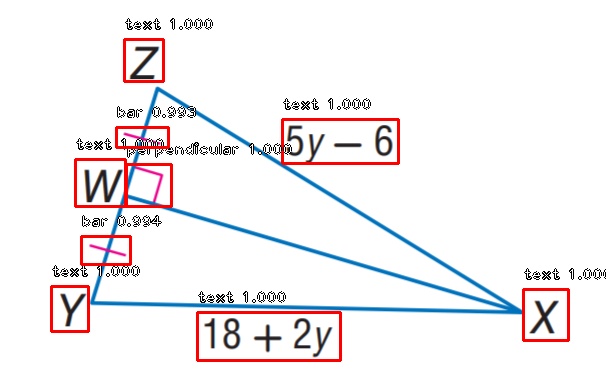 text 1.000
Z
bar 0.993
text 1.000
5y − 6
text 1.000
perpendicular 1.000
W
bar 0.994
text 1.000
Y
text 1.000
18 + 2y
text 1.000
X